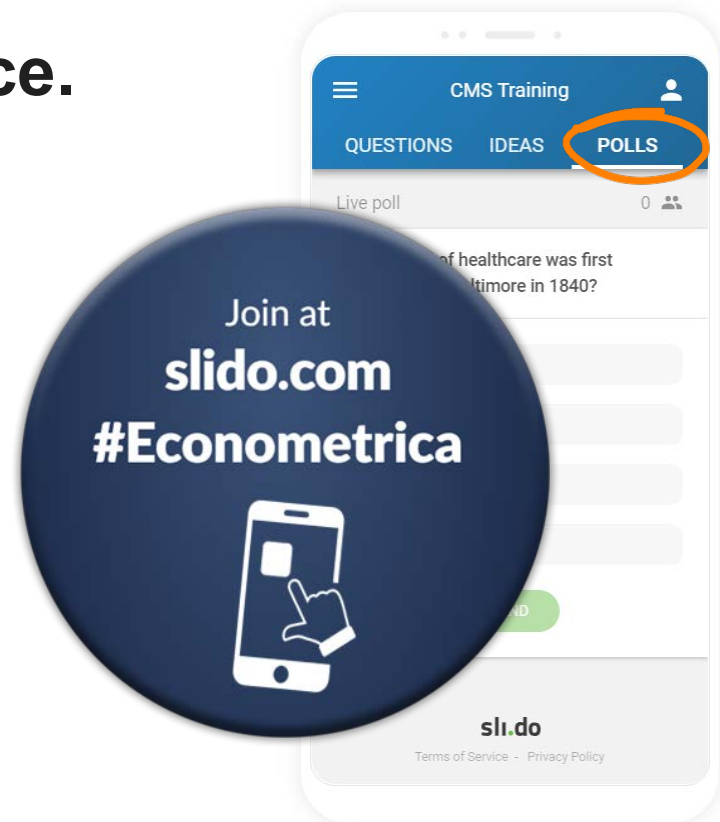 ce.
CMS Training
QUESTIONS IDEAS POLLS
Live poll 0
of healthcare was first
timore in 1840?
Join at
slido.com
#Econometrica
ND
sli.do
Terms of Service - Privacy Policy